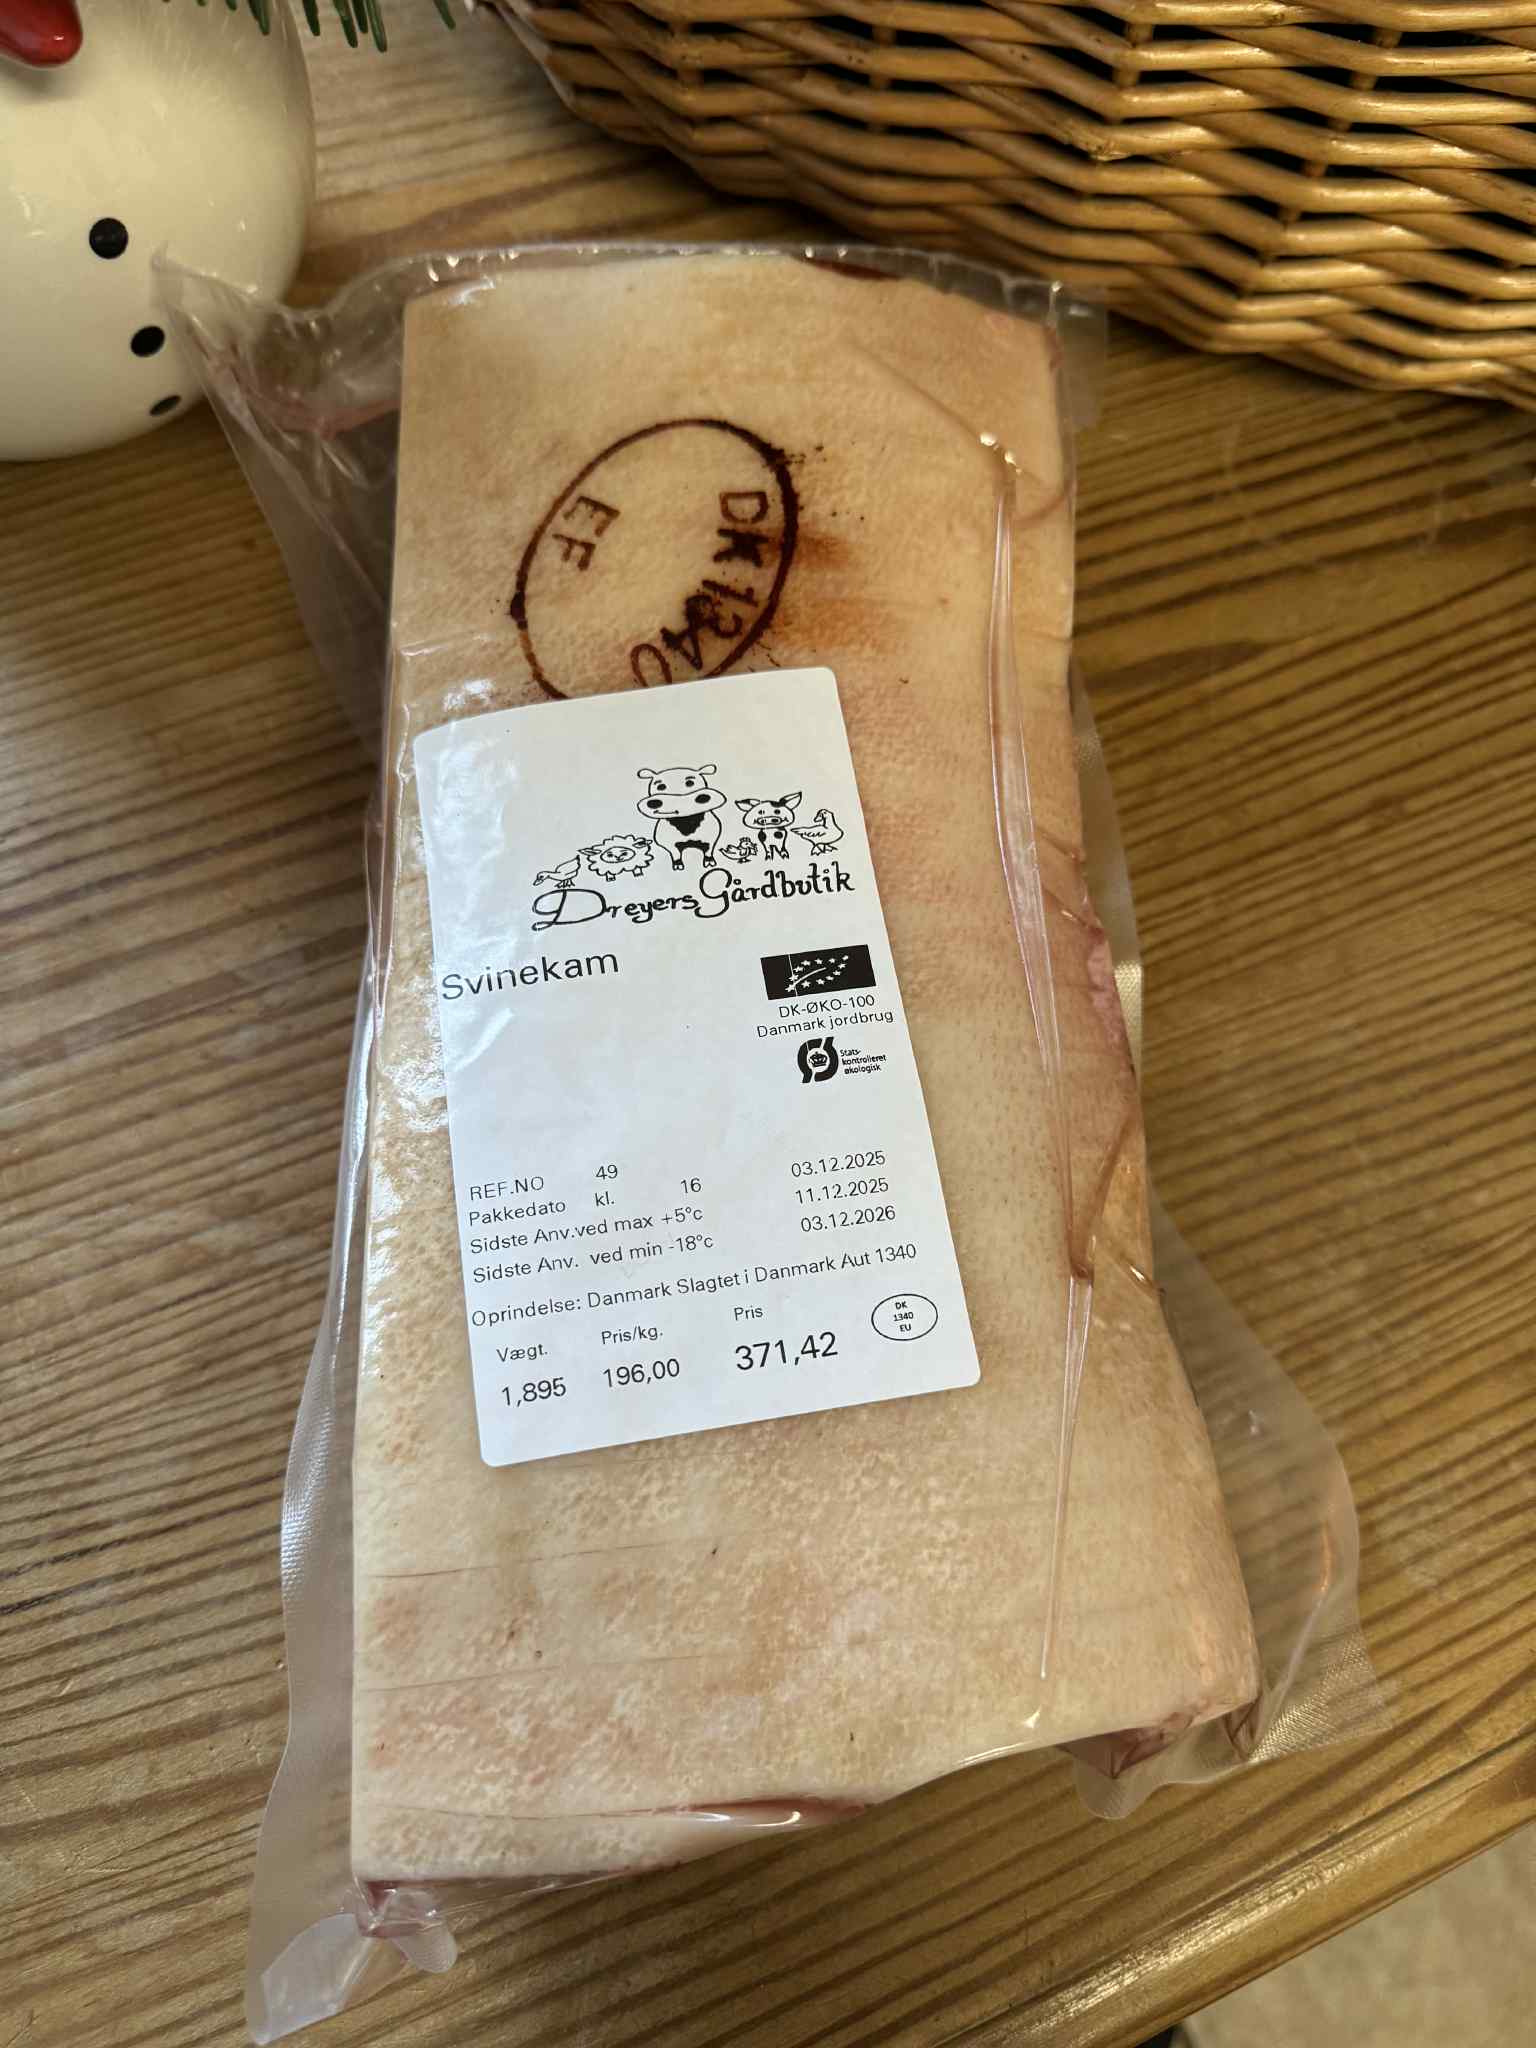 DK 1340
EF
Dreyers Gårdbutik
Svinekam
DK-ØKO-100
Danmark jordbrug
Stats-
kontrolleret
økologisk
REF.NO 49
Pakkedato kl. 16 03.12.2025
Sidste Anv.ved max +5°c 11.12.2025
Sidste Anv. ved min -18°c 03.12.2026
Oprindelse: Danmark Slagtet i Danmark Aut 1340
Vægt. Pris/kg. Pris
1,895 196,00 371,42
DK
1340
EU